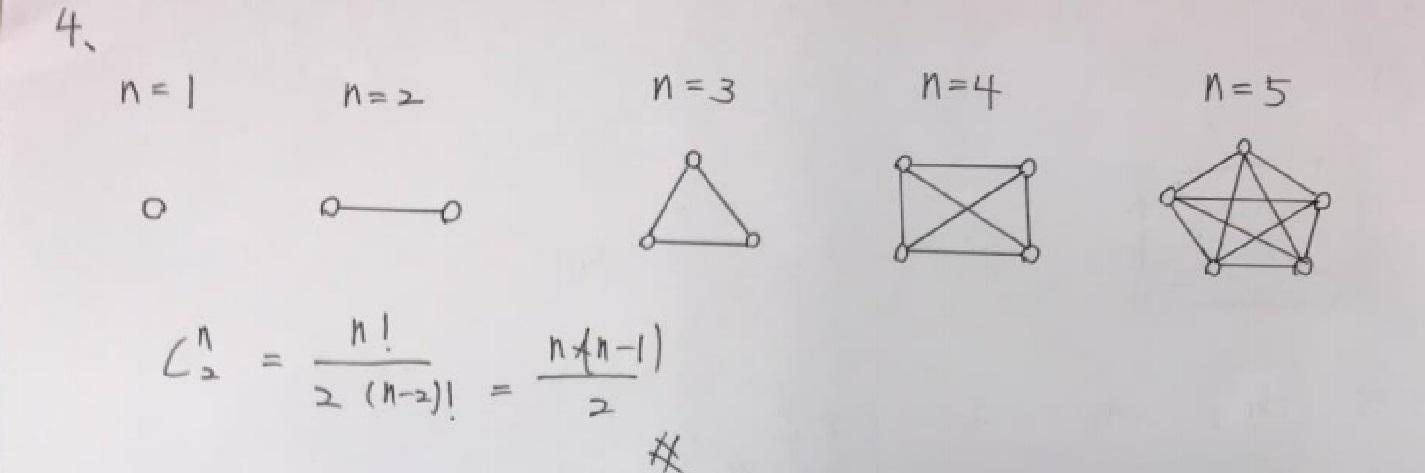 4、
n=1 n=2 n=3 n=4 n=5
C^n_2 = n! / 2 (n-2)! = n(n-1) / 2
#